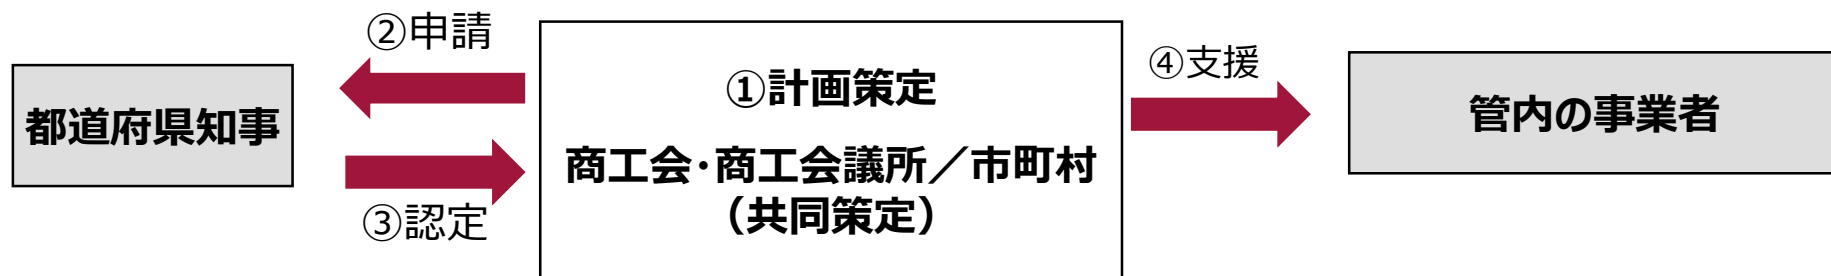 ②申請
都道府県知事
③認定
①計画策定
商工会・商工会議所／市町村
（共同策定）
④支援
管内の事業者